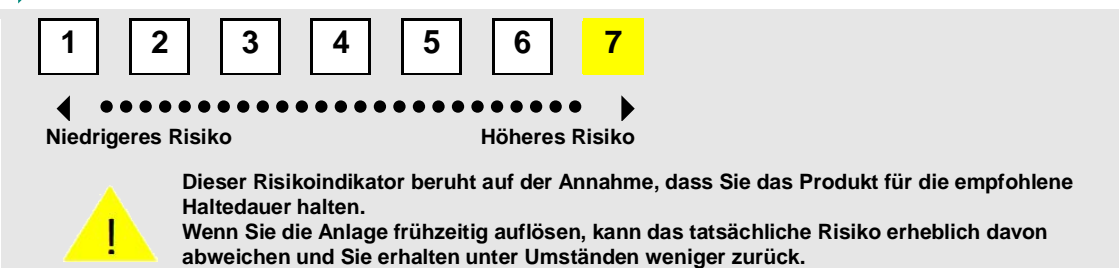 1 2 3 4 5 6 7
Niedrigeres Risiko Höheres Risiko
Dieser Risikoindikator beruht auf der Annahme, dass Sie das Produkt für die empfohlene
Haltedauer halten.
!
Wenn Sie die Anlage frühzeitig auflösen, kann das tatsächliche Risiko erheblich davon
abweichen und Sie erhalten unter Umständen weniger zurück.